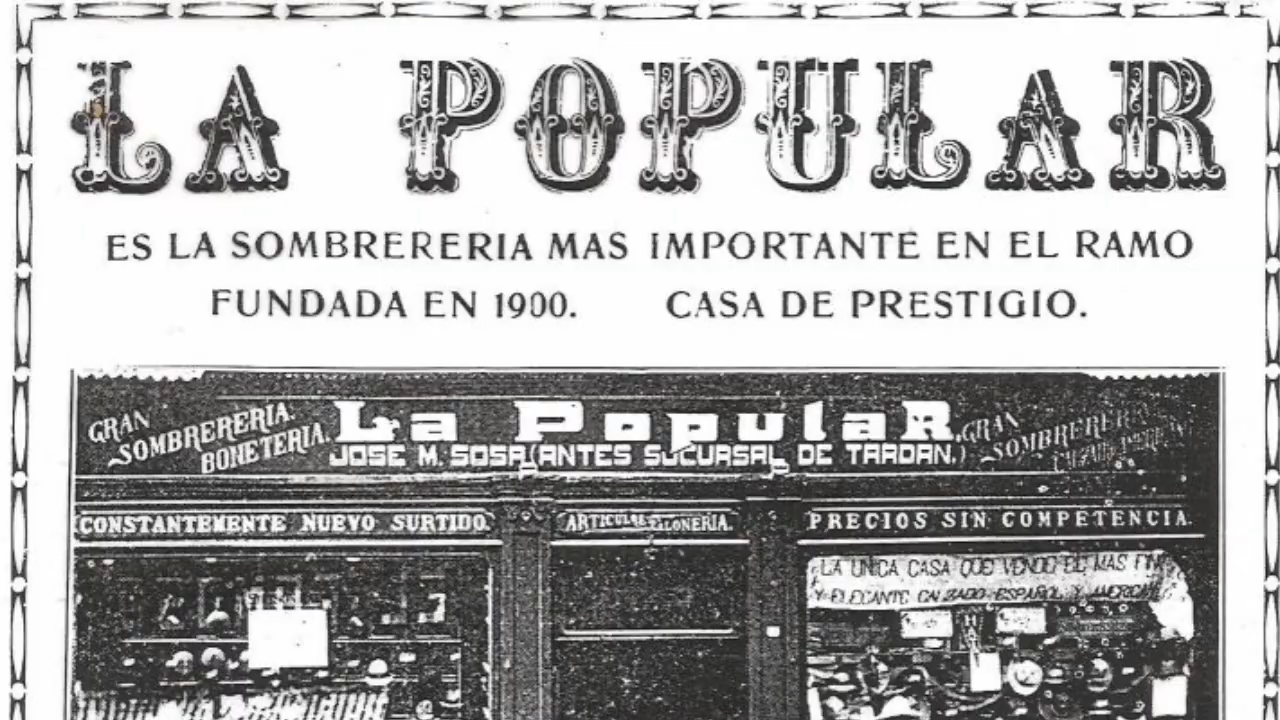 LA POPULAR
ES LA SOMBRERERIA MAS IMPORTANTE EN EL RAMO
FUNDADA EN 1900. CASA DE PRESTIGIO.
GRAN
SOMBRERERIA.
BONETERIA.
La PopulaR
JOSE M. SOSA (ANTES SUCURSAL DE TARDAN.)
GRAN
SOMBRERERIA
CONSTANTEMENTE NUEVO SURTIDO.
PRECIOS SIN COMPETENCIA.
LA UNICA CASA QUE VENDE EL MAS FINO
Y ELEGANTE CALZADO ESPAÑOL Y